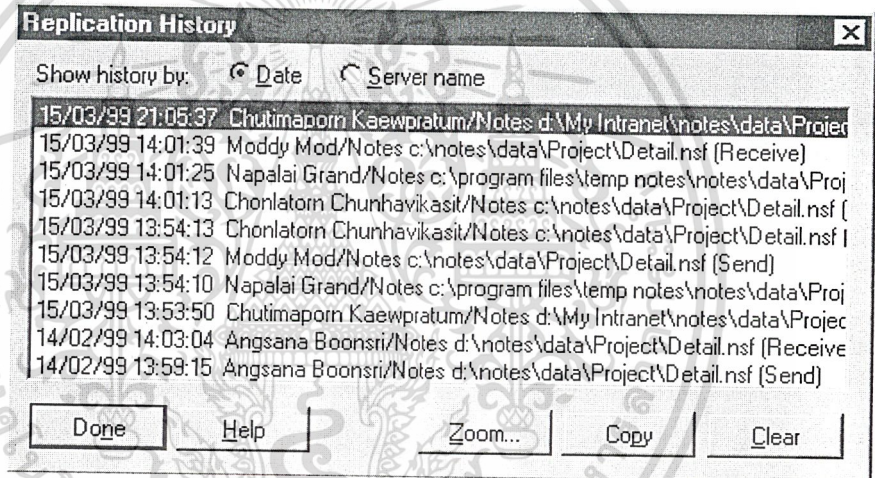 Replication History
Show history by: Date Server name
15/03/99 21:05:37 Chutimaporn Kaewpratum/Notes d:\My Intranet\notes\data\Projec
15/03/99 14:01:39 Moddy Mod/Notes c:\notes\data\Project\Detail.nsf (Receive)
15/03/99 14:01:25 Napalai Grand/Notes c:\program files\temp notes\notes\data\Proj
15/03/99 14:01:13 Chonlatorn Chunhavikasit/Notes c:\notes\data\Project\Detail.nsf (
15/03/99 13:54:13 Chonlatorn Chunhavikasit/Notes c:\notes\data\Project\Detail.nsf (
15/03/99 13:54:12 Moddy Mod/Notes c:\notes\data\Project\Detail.nsf (Send)
15/03/99 13:54:10 Napalai Grand/Notes c:\program files\temp notes\notes\data\Proj
15/03/99 13:53:50 Chutimaporn Kaewpratum/Notes d:\My Intranet\notes\data\Projec
14/02/99 14:03:04 Angsana Boonsri/Notes d:\notes\data\Project\Detail.nsf (Receive
14/02/99 13:59:15 Angsana Boonsri/Notes d:\notes\data\Project\Detail.nsf (Send)
Done Help Zoom... Copy Clear